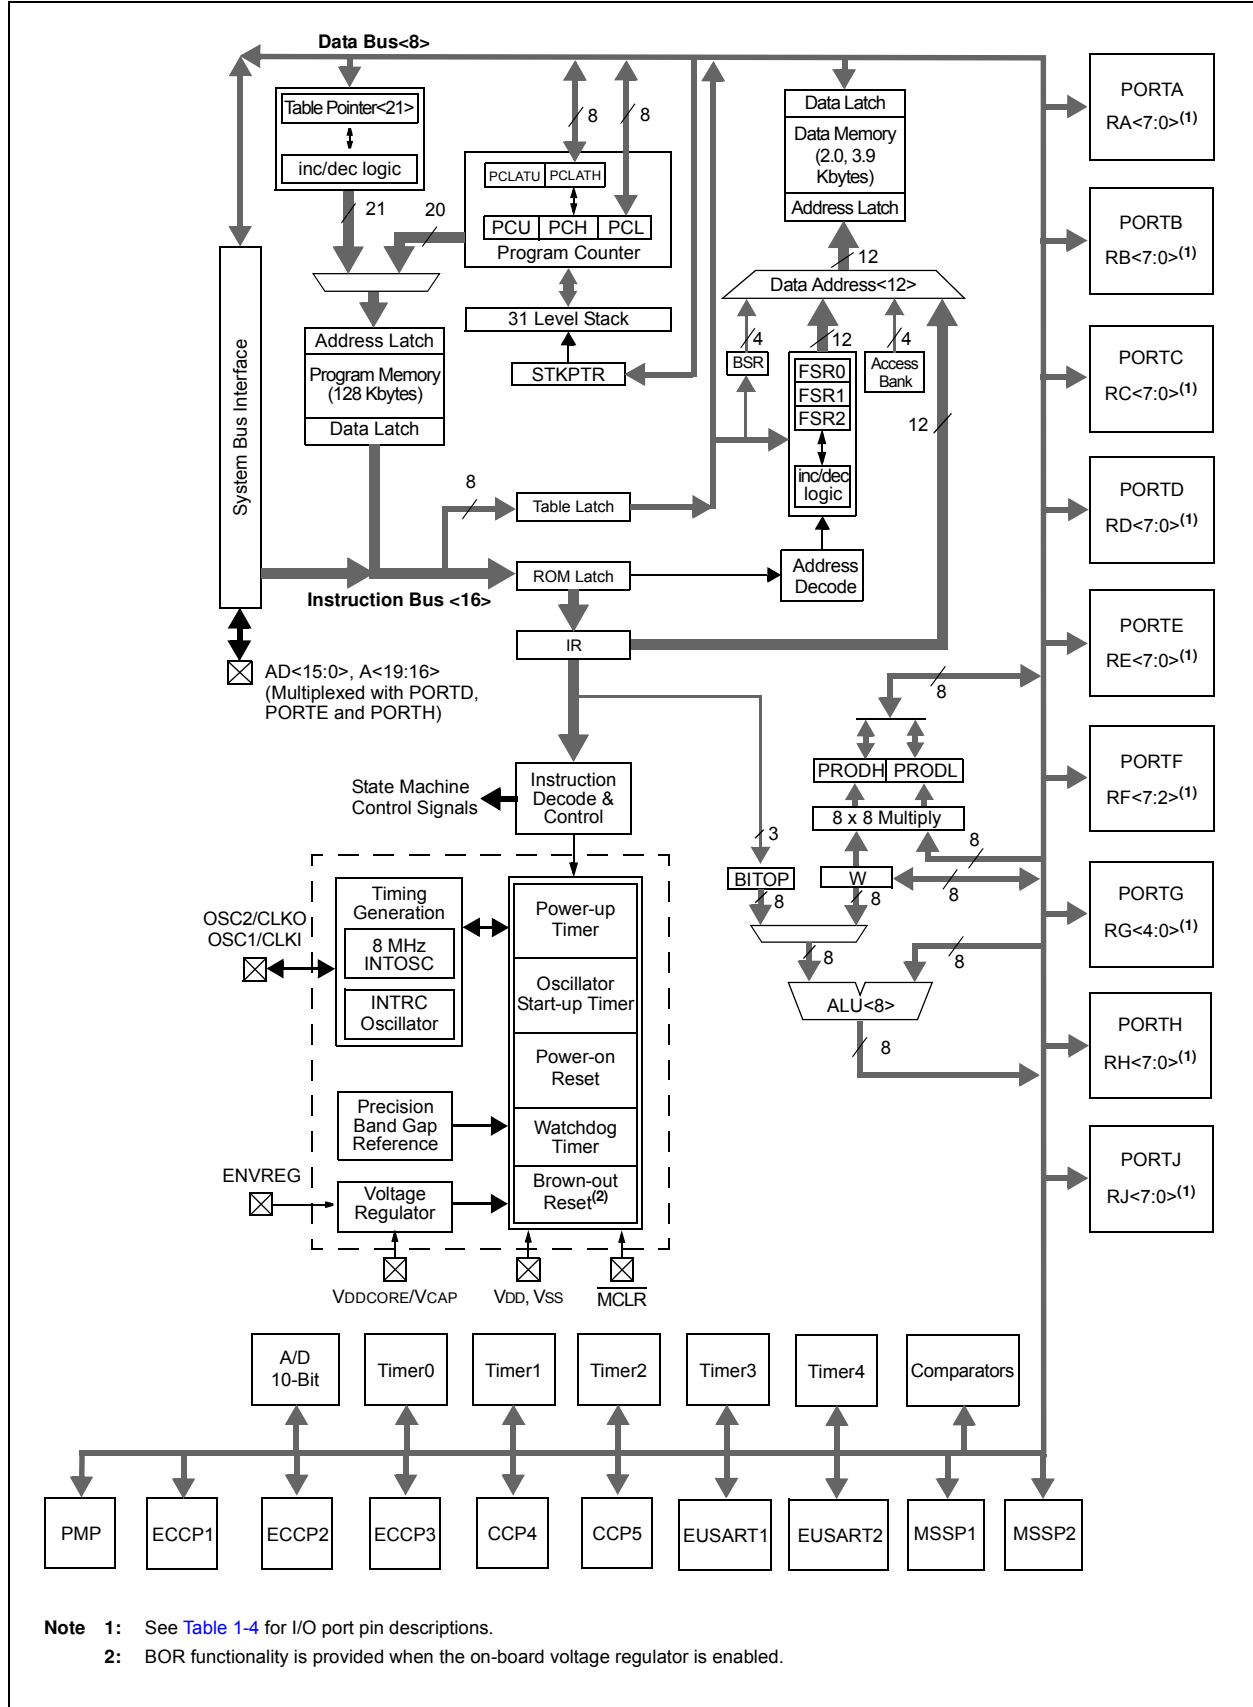 Data Bus<8>
Table Pointer<21>
inc/dec logic
21
20
8
8
PCLATU PCLATH
PCU PCH PCL
Program Counter
31 Level Stack
STKPTR
Data Latch
Data Memory
(2.0, 3.9
Kbytes)
Address Latch
12
Data Address<12>
4
12
4
BSR
FSR0
FSR1
FSR2
inc/dec
logic
Access
Bank
12
Address
Decode
System Bus Interface
Address Latch
Program Memory
(128 Kbytes)
Data Latch
8
Table Latch
ROM Latch
Instruction Bus <16>
IR
AD<15:0>, A<19:16>
(Multiplexed with PORTD,
PORTE and PORTH)
State Machine
Control Signals
Instruction
Decode &
Control
8
PRODH PRODL
8 x 8 Multiply
3
8
BITOP
W
8
8
8
8
8
ALU<8>
8
OSC2/CLKO
OSC1/CLKI
Timing
Generation
8 MHz
INTOSC
INTRC
Oscillator
Power-up
Timer
Oscillator
Start-up Timer
Power-on
Reset
Watchdog
Timer
Brown-out
Reset(2)
Precision
Band Gap
Reference
ENVREG
Voltage
Regulator
VDDCORE/VCAP
VDD, VSS
MCLR
PORTA
RA<7:0>(1)
PORTB
RB<7:0>(1)
PORTC
RC<7:0>(1)
PORTD
RD<7:0>(1)
PORTE
RE<7:0>(1)
PORTF
RF<7:2>(1)
PORTG
RG<4:0>(1)
PORTH
RH<7:0>(1)
PORTJ
RJ<7:0>(1)
A/D
10-Bit
Timer0
Timer1
Timer2
Timer3
Timer4
Comparators
PMP
ECCP1
ECCP2
ECCP3
CCP4
CCP5
EUSART1
EUSART2
MSSP1
MSSP2
Note 1: See Table 1-4 for I/O port pin descriptions.
2: BOR functionality is provided when the on-board voltage regulator is enabled.